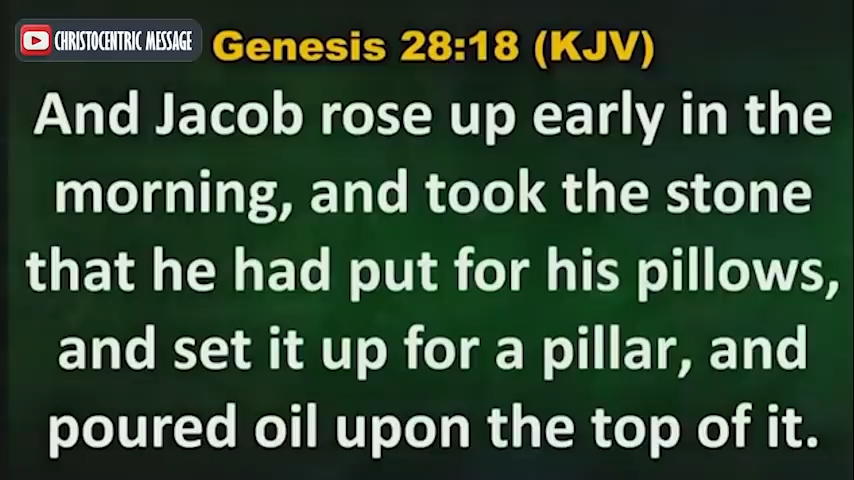 CHRISTOCENTRIC MESSAGE
Genesis 28:18 (KJV)
And Jacob rose up early in the
morning, and took the stone
that he had put for his pillows,
and set it up for a pillar, and
poured oil upon the top of it.